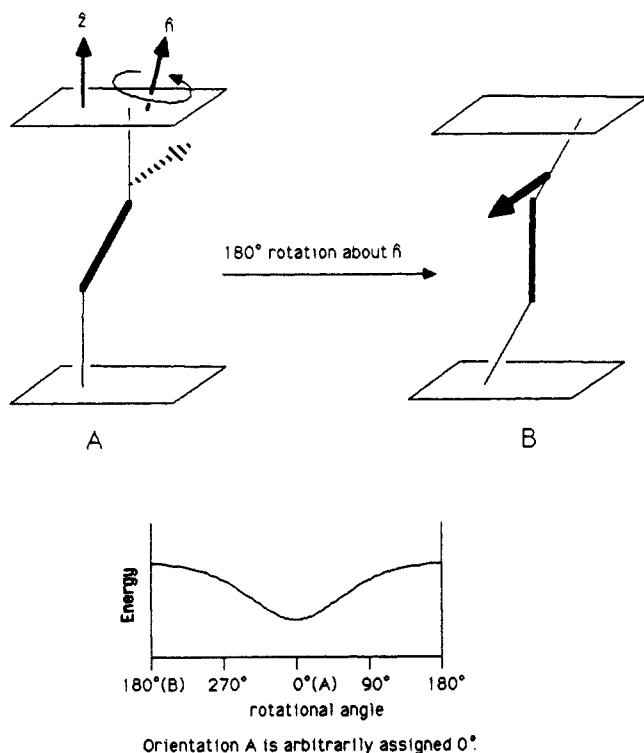 ẑ n̂
180° rotation about n̂
A B
Energy
180°(B) 270° 0°(A) 90° 180°
rotational angle
Orientation A is arbitrarily assigned 0°.